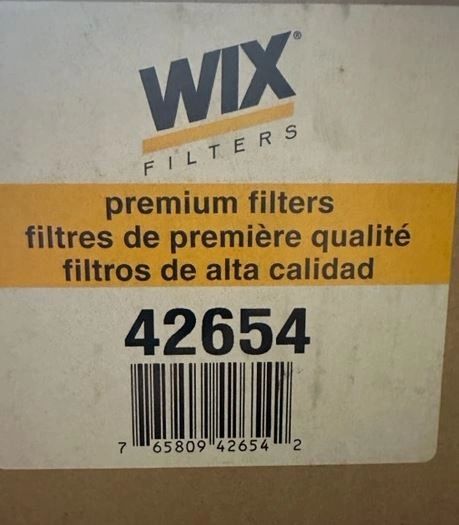 WIX®
FILTERS
premium filters
filtres de première qualité
filtros de alta calidad
42654
7 65809 42654 2